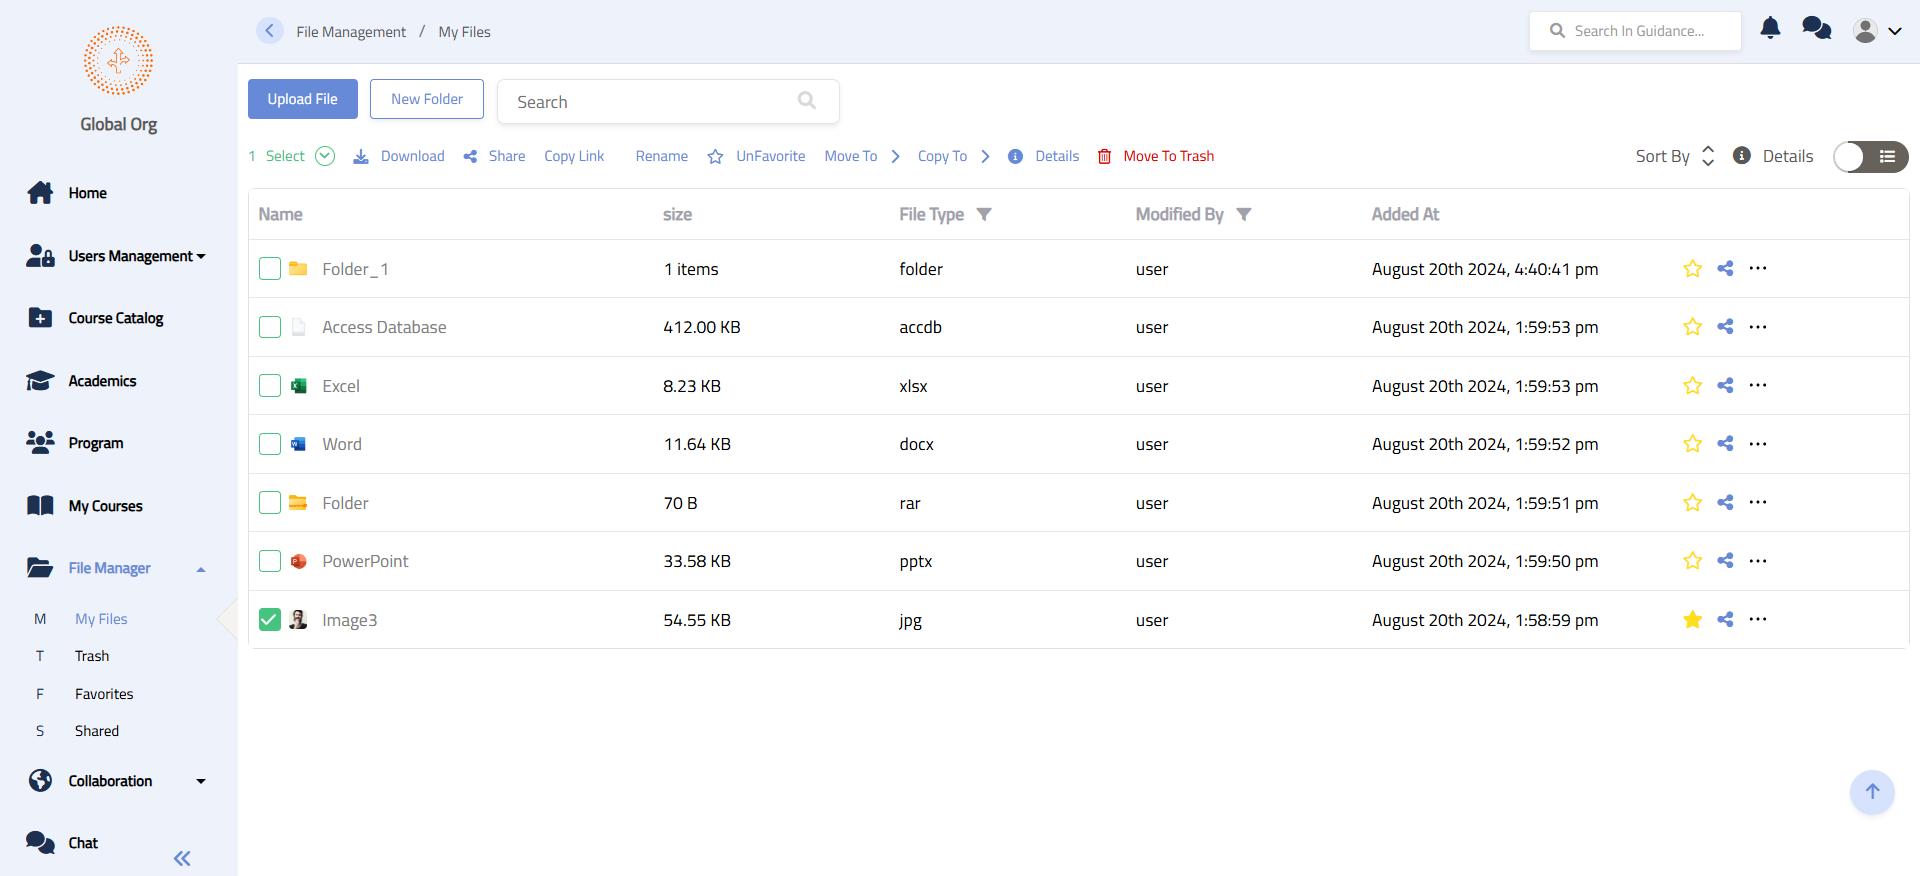 Global Org
Home
Users Management
Course Catalog
Academics
Program
My Courses
File Manager
M My Files
T Trash
F Favorites
S Shared
Collaboration
Chat
File Management / My Files
Search In Guidance...
Upload File New Folder Search
1 Select Download Share Copy Link Rename UnFavorite Move To Copy To Details Move To Trash Sort By Details
Name size File Type Modified By Added At
Folder_1 1 items folder user August 20th 2024, 4:40:41 pm
Access Database 412.00 KB accdb user August 20th 2024, 1:59:53 pm
Excel 8.23 KB xlsx user August 20th 2024, 1:59:53 pm
Word 11.64 KB docx user August 20th 2024, 1:59:52 pm
Folder 70 B rar user August 20th 2024, 1:59:51 pm
PowerPoint 33.58 KB pptx user August 20th 2024, 1:59:50 pm
Image3 54.55 KB jpg user August 20th 2024, 1:58:59 pm